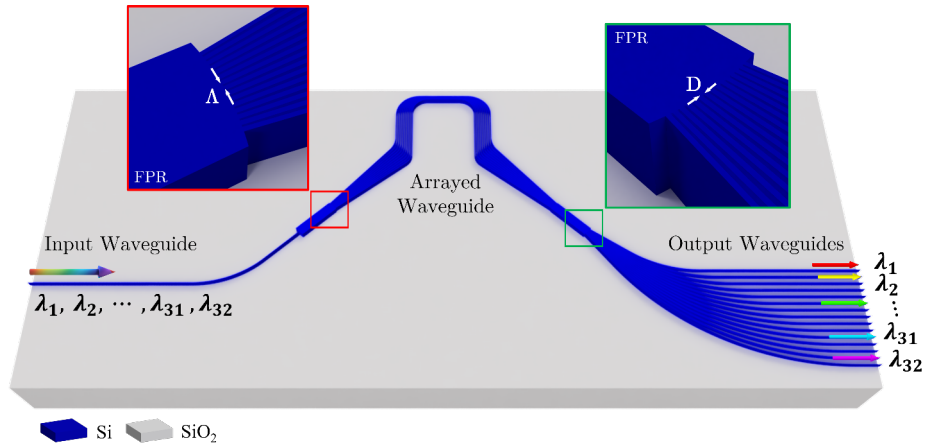 FPR
Λ
FPR
D
Arrayed
Waveguide
Input Waveguide
λ₁, λ₂, ⋯ , λ₃₁ , λ₃₂
Output Waveguides
λ₁
λ₂
⋱
λ₃₁
λ₃₂
Si
SiO₂